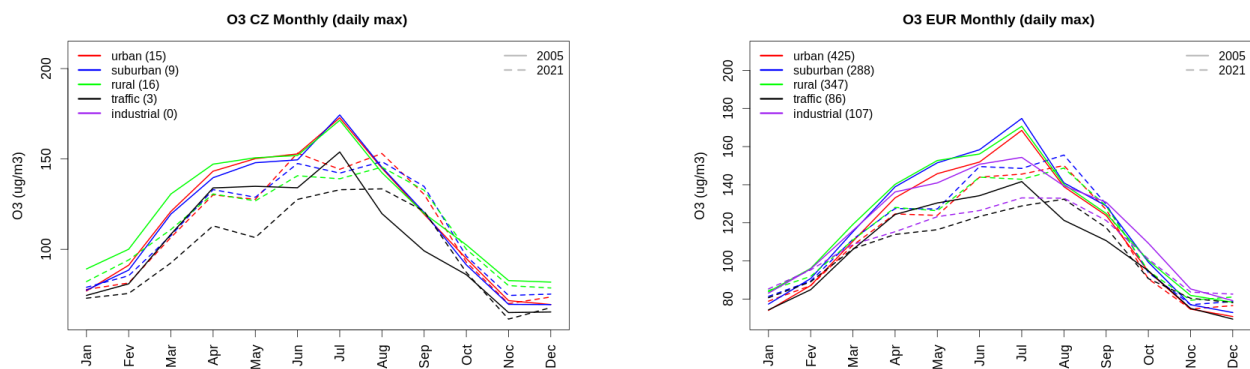 O3 CZ Monthly (daily max)
urban (15)
suburban (9)
rural (16)
traffic (3)
industrial (0)
2005
2021
O3 (ug/m3)
200
150
100
Jan
Fev
Mar
Apr
May
Jun
Jul
Aug
Sep
Oct
Noc
Dec
O3 EUR Monthly (daily max)
urban (425)
suburban (288)
rural (347)
traffic (86)
industrial (107)
2005
2021
O3 (ug/m3)
200
180
160
140
120
100
80
Jan
Fev
Mar
Apr
May
Jun
Jul
Aug
Sep
Oct
Noc
Dec